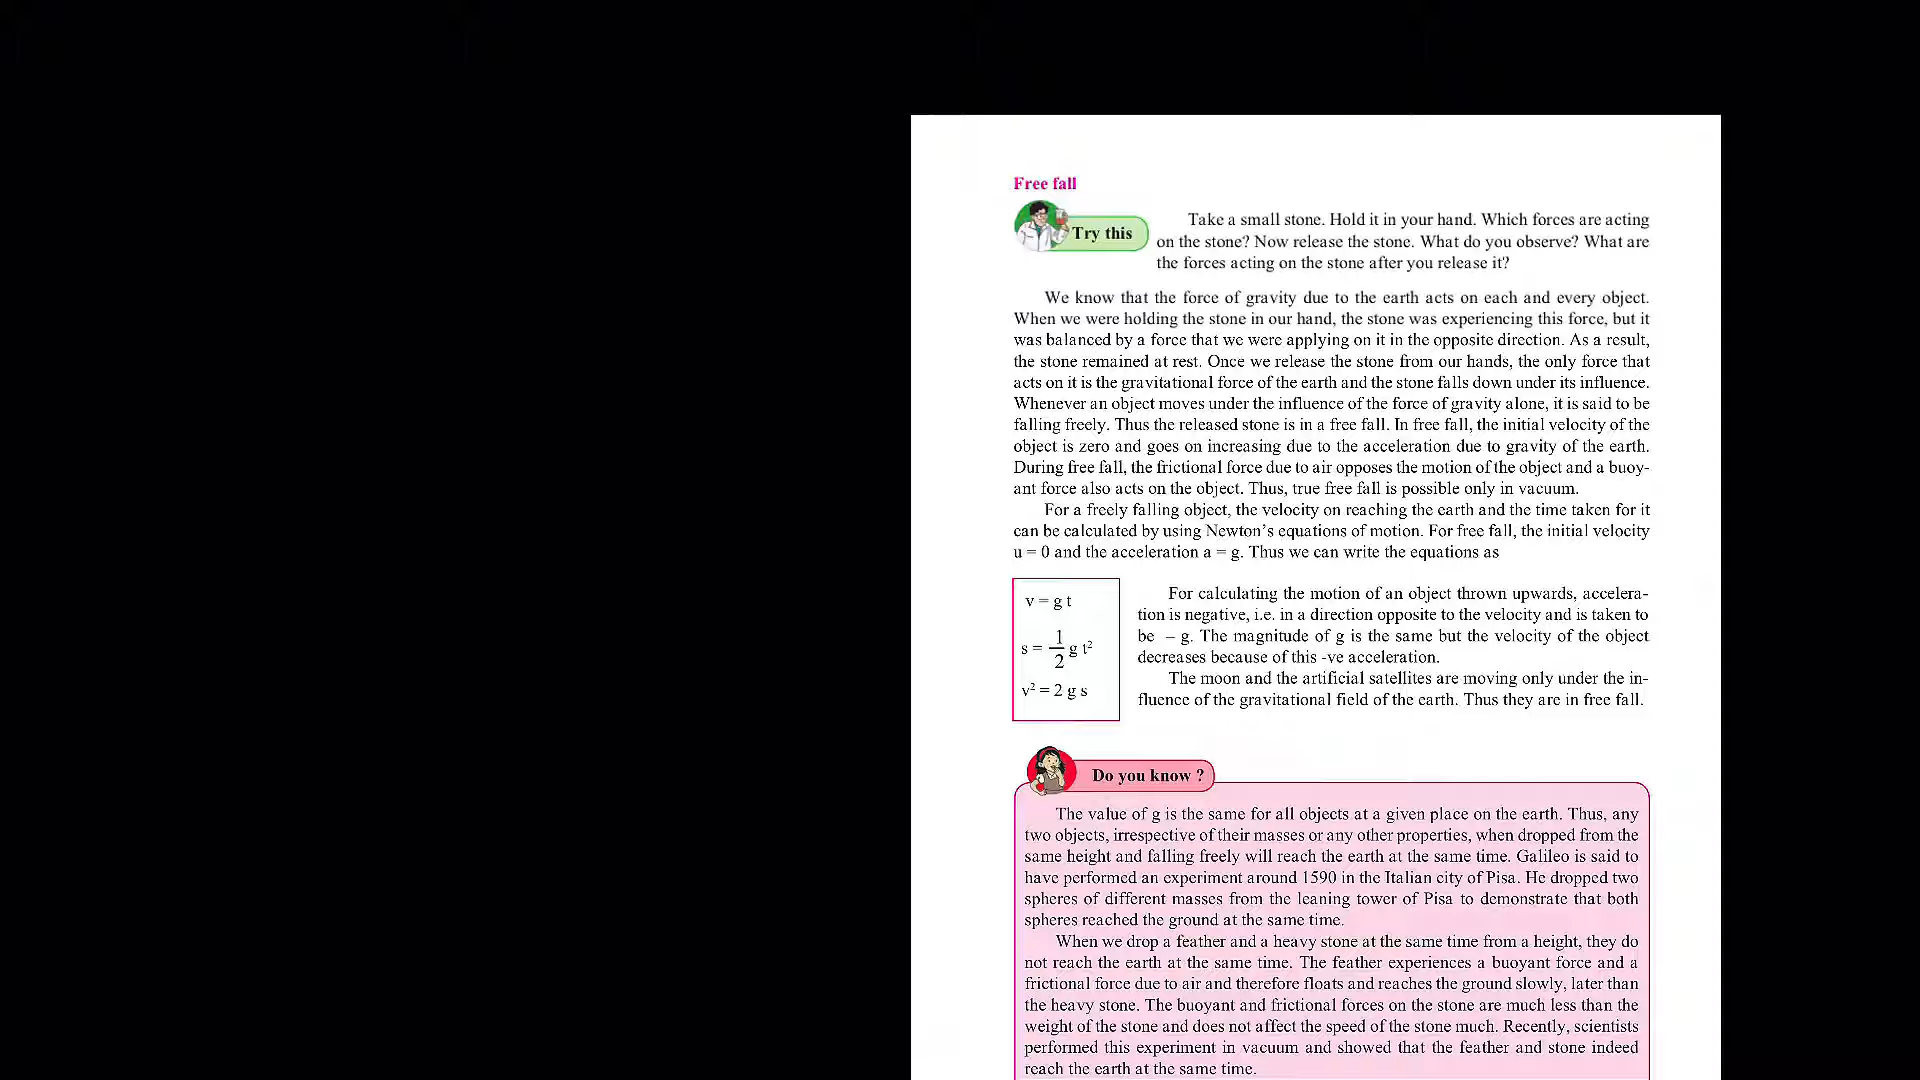 Free fall
Try this
Take a small stone. Hold it in your hand. Which forces are acting
on the stone? Now release the stone. What do you observe? What are
the forces acting on the stone after you release it?
We know that the force of gravity due to the earth acts on each and every object.
When we were holding the stone in our hand, the stone was experiencing this force, but it
was balanced by a force that we were applying on it in the opposite direction. As a result,
the stone remained at rest. Once we release the stone from our hands, the only force that
acts on it is the gravitational force of the earth and the stone falls down under its influence.
Whenever an object moves under the influence of the force of gravity alone, it is said to be
falling freely. Thus the released stone is in a free fall. In free fall, the initial velocity of the
object is zero and goes on increasing due to the acceleration due to gravity of the earth.
During free fall, the frictional force due to air opposes the motion of the object and a buoy-
ant force also acts on the object. Thus, true free fall is possible only in vacuum.
For a freely falling object, the velocity on reaching the earth and the time taken for it
can be calculated by using Newton’s equations of motion. For free fall, the initial velocity
u = 0 and the acceleration a = g. Thus we can write the equations as
v = g t
s = 1/2 g t²
v² = 2 g s
For calculating the motion of an object thrown upwards, accelera-
tion is negative, i.e. in a direction opposite to the velocity and is taken to
be – g. The magnitude of g is the same but the velocity of the object
decreases because of this -ve acceleration.
The moon and the artificial satellites are moving only under the in-
fluence of the gravitational field of the earth. Thus they are in free fall.
Do you know ?
The value of g is the same for all objects at a given place on the earth. Thus, any
two objects, irrespective of their masses or any other properties, when dropped from the
same height and falling freely will reach the earth at the same time. Galileo is said to
have performed an experiment around 1590 in the Italian city of Pisa. He dropped two
spheres of different masses from the leaning tower of Pisa to demonstrate that both
spheres reached the ground at the same time.
When we drop a feather and a heavy stone at the same time from a height, they do
not reach the earth at the same time. The feather experiences a buoyant force and a
frictional force due to air and therefore floats and reaches the ground slowly, later than
the heavy stone. The buoyant and frictional forces on the stone are much less than the
weight of the stone and does not affect the speed of the stone much. Recently, scientists
performed this experiment in vacuum and showed that the feather and stone indeed
reach the earth at the same time.